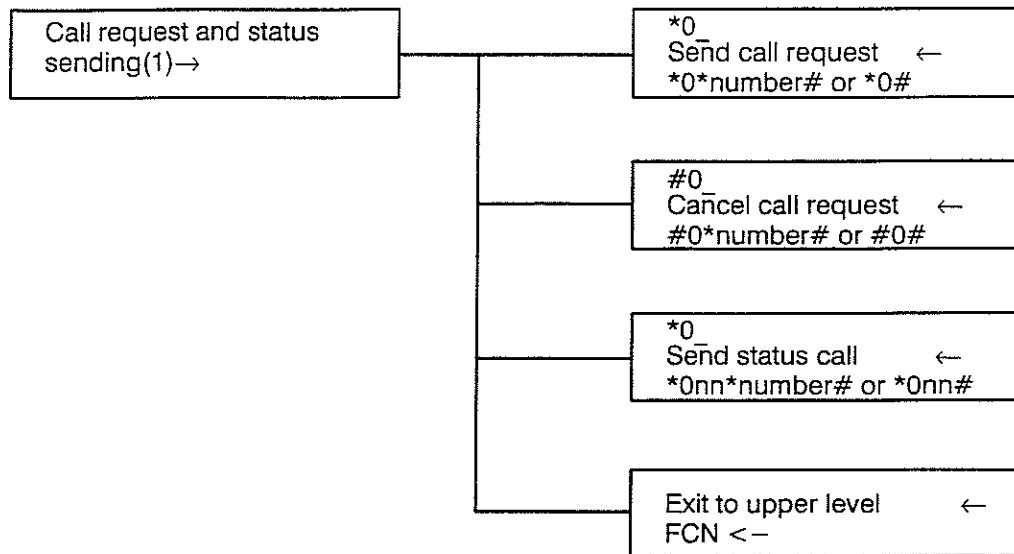 Call request and status
sending(1)→
*0_
Send call request ←
*0*number# or *0#
#0_
Cancel call request ←
#0*number# or #0#
*0_
Send status call ←
*0nn*number# or *0nn#
Exit to upper level ←
FCN <−